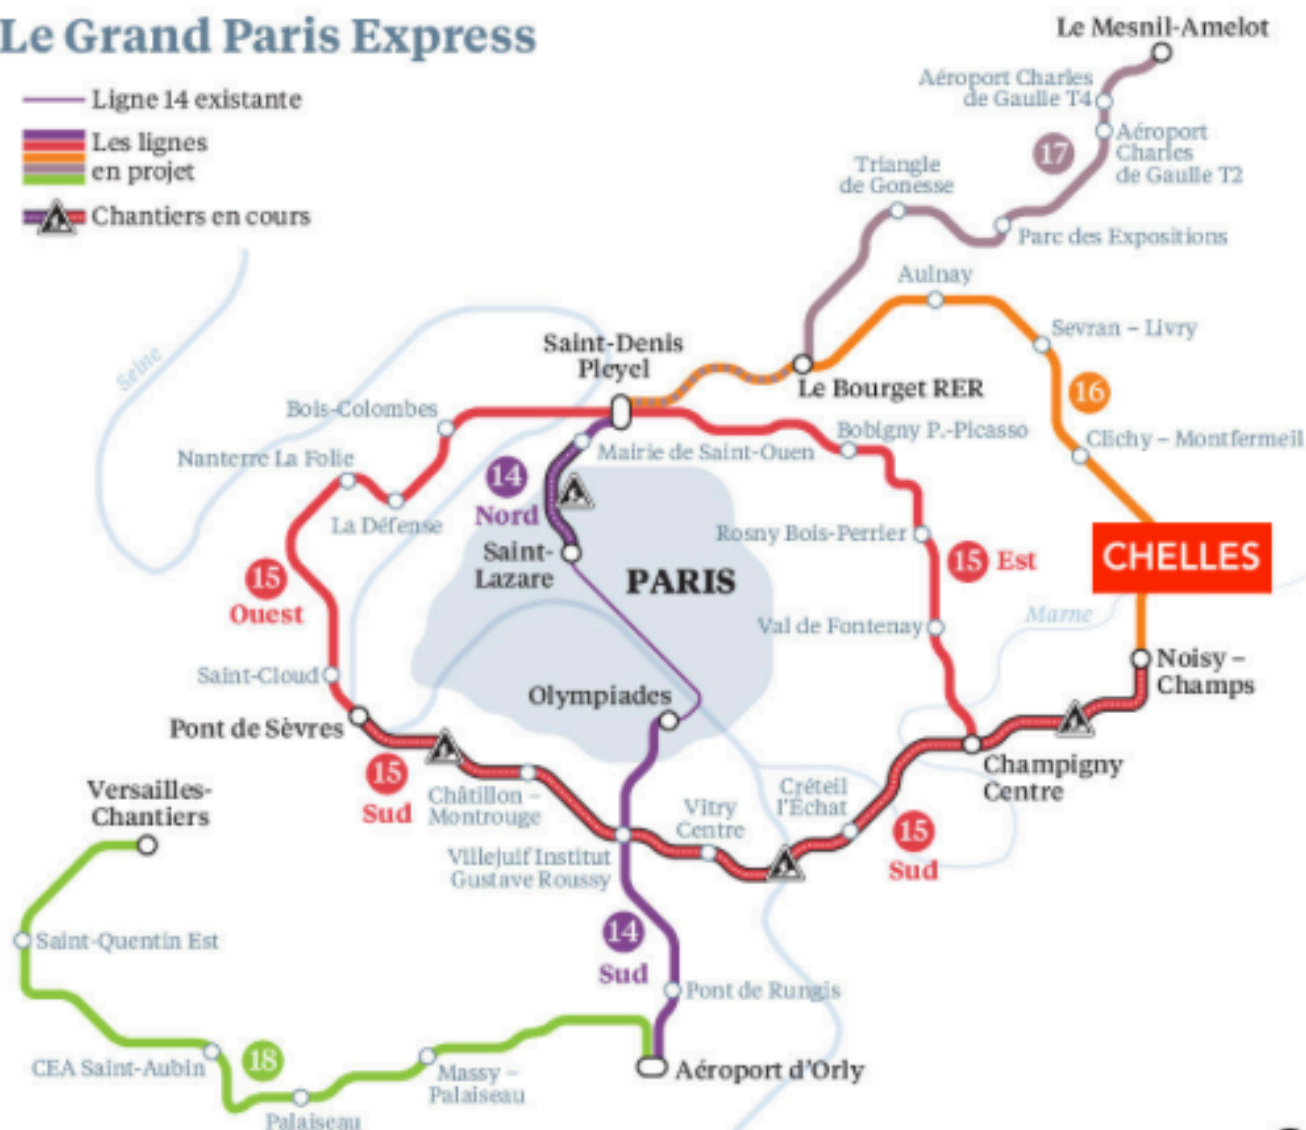 Le Grand Paris Express
Ligne 14 existante
Les lignes
en projet
Chantiers en cours
Le Mesnil-Amelot
Aéroport Charles
de Gaulle T4
Aéroport
Charles
de Gaulle T2
17
Triangle
de Gonesse
Parc des Expositions
Aulnay
Sevran – Livry
Seine
Saint-Denis
Pleyel
Le Bourget RER
16
Bois-Colombes
Mairie de Saint-Ouen
Bobigny P.-Picasso
Clichy – Montfermeil
Nanterre La Folie
La Défense
14
Nord
Saint-
Lazare
PARIS
Rosny Bois-Perrier
15 Est
CHELLES
15
Ouest
Val de Fontenay
Marne
Saint-Cloud
Noisy –
Champs
Olympiades
Pont de Sèvres
15
Sud
Châtillon –
Montrouge
Vitry
Centre
Créteil
l'Échat
Champigny
Centre
15
Sud
Versailles-
Chantiers
Villejuif Institut
Gustave Roussy
14
Sud
Saint-Quentin Est
Pont de Rungis
CEA Saint-Aubin
18
Massy –
Palaiseau
Aéroport d'Orly
Palaiseau